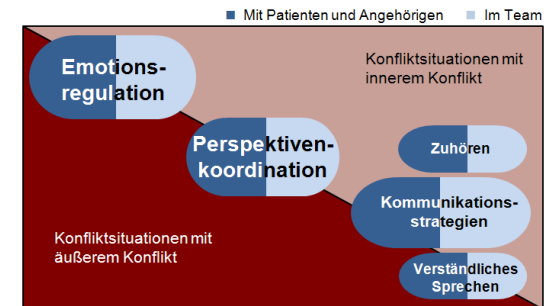 Mit Patienten und Angehörigen
Im Team
Konfliktsituationen mit
innerem Konflikt
Emotions-
regulation
Perspektiven-
koordination
Zuhören
Kommunikations-
strategien
Verständliches
Sprechen
Konfliktsituationen mit
äußerem Konflikt